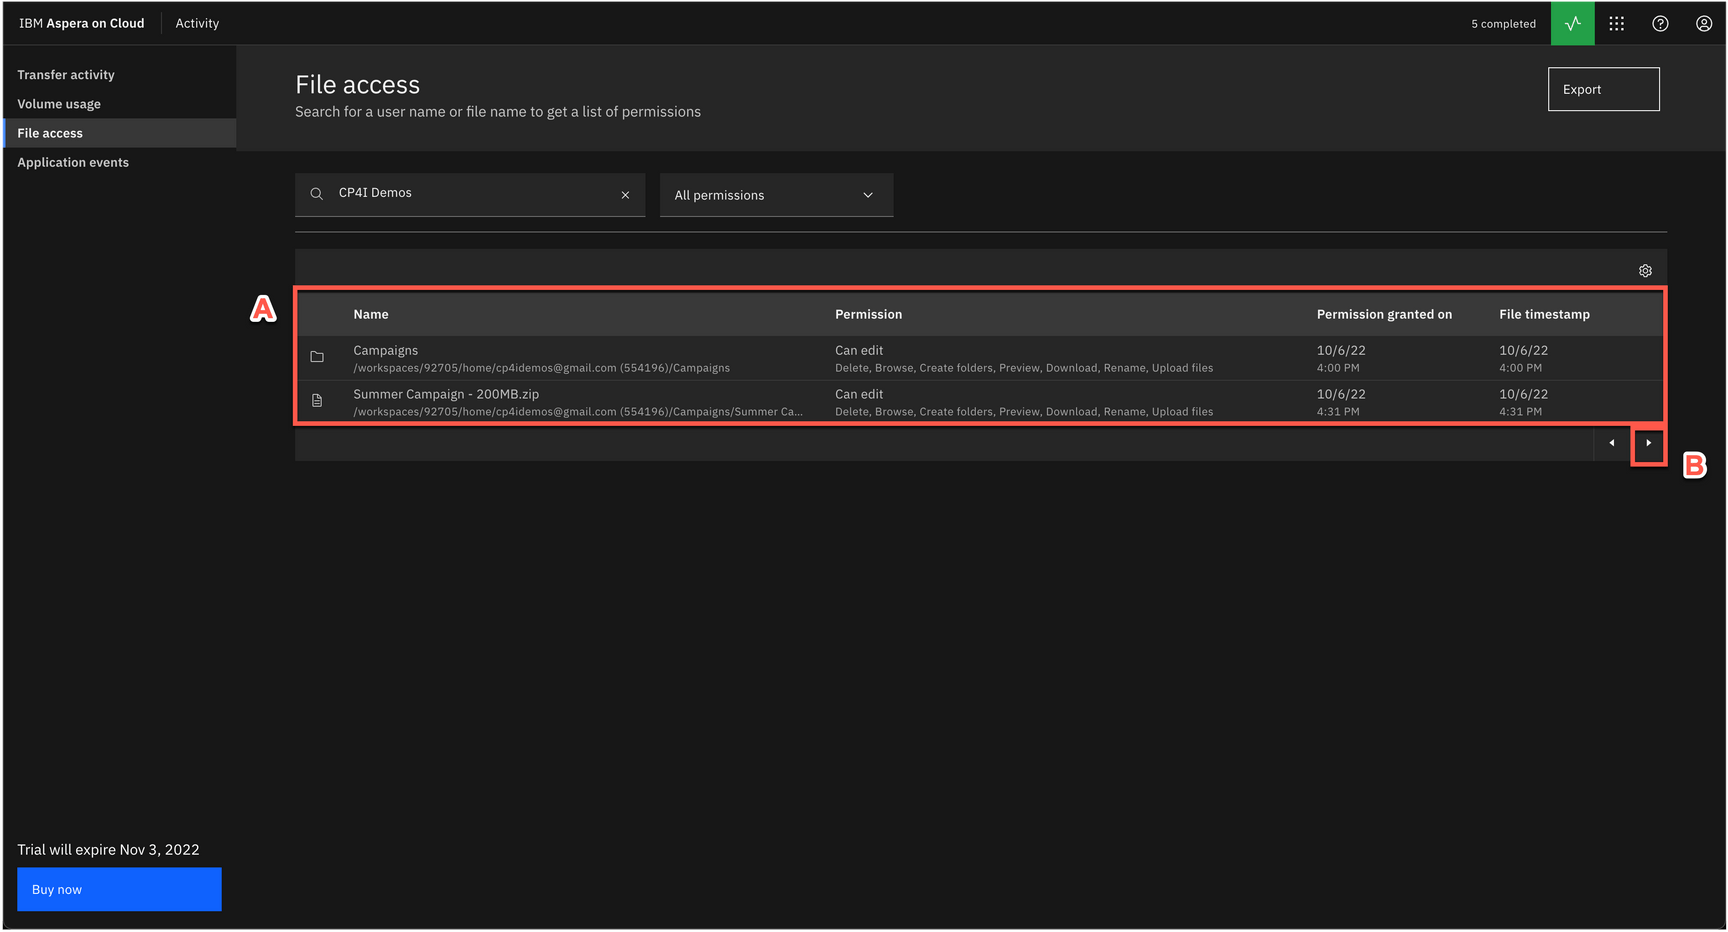 IBM Aspera on Cloud
Activity
5 completed
Transfer activity
Volume usage
File access
Application events
File access
Search for a user name or file name to get a list of permissions
Export
CP4I Demos
All permissions
A
Name Permission Permission granted on File timestamp
Campaigns Can edit 10/6/22 10/6/22
/workspaces/92705/home/cp4idemos@gmail.com (554196)/Campaigns Delete, Browse, Create folders, Preview, Download, Rename, Upload files 4:00 PM 4:00 PM
Summer Campaign - 200MB.zip Can edit 10/6/22 10/6/22
/workspaces/92705/home/cp4idemos@gmail.com (554196)/Campaigns/Summer Ca... Delete, Browse, Create folders, Preview, Download, Rename, Upload files 4:31 PM 4:31 PM
B
Trial will expire Nov 3, 2022
Buy now